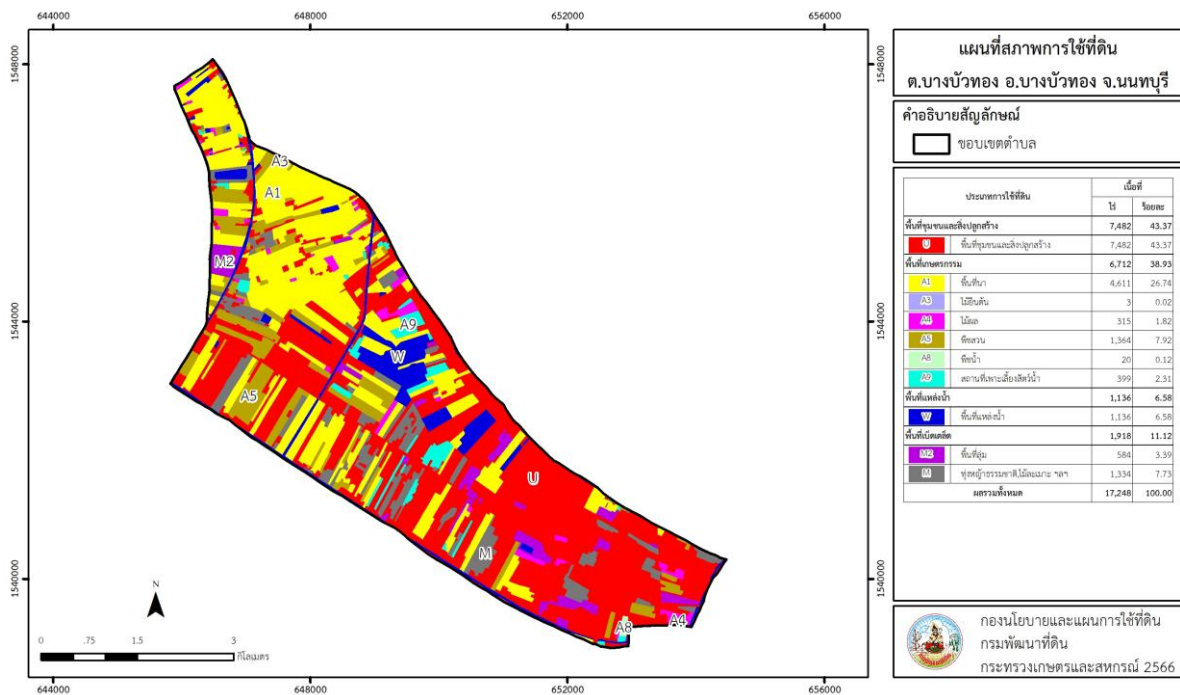 644000 648000 652000 656000
1548000 1548000
1544000 1544000
1540000 1540000
A3
A1
M2
A9
W
A5
U
M
A8
A4
N
0 .75 1.5 3
กิโลเมตร
644000 648000 652000 656000
แผนที่สภาพการใช้ที่ดิน
ต.บางบัวทอง อ.บางบัวทอง จ.นนทบุรี
คำอธิบายสัญลักษณ์
ขอบเขตตำบล
ประเภทการใช้ที่ดิน เนื้อที่
ไร่ ร้อยละ
พื้นที่ชุมชนและสิ่งปลูกสร้าง 7,482 43.37
U พื้นที่ชุมชนและสิ่งปลูกสร้าง 7,482 43.37
พื้นที่เกษตรกรรม 6,712 38.93
A1 พื้นที่นา 4,611 26.74
A3 ไม้ยืนต้น 3 0.02
A4 ไม้ผล 315 1.82
A5 พืชสวน 1,364 7.92
A8 พืชน้ำ 20 0.12
A9 สถานที่เพาะเลี้ยงสัตว์น้ำ 399 2.31
พื้นที่แหล่งน้ำ 1,136 6.58
W พื้นที่แหล่งน้ำ 1,136 6.58
พื้นที่เบ็ดเตล็ด 1,918 11.12
M2 พื้นที่ลุ่ม 584 3.39
M ทุ่งหญ้าธรรมชาติ,ไม้ละเมาะ ฯลฯ 1,334 7.73
ผลรวมทั้งหมด 17,248 100.00
กองนโยบายและแผนการใช้ที่ดิน
กรมพัฒนาที่ดิน
กระทรวงเกษตรและสหกรณ์ 2566